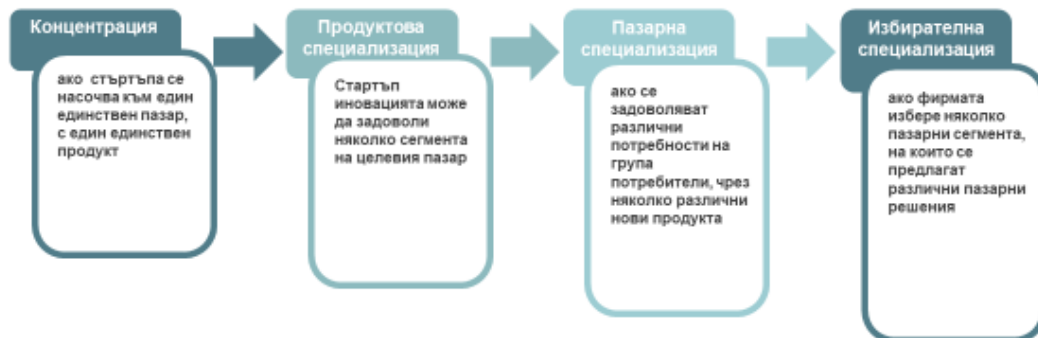 Концентрация
ако стъртъпа се
насочва към един
единствен пазар,
с един единствен
продукт
Продуктова
специализация
Стартъп
иновацията може
да задоволи
няколко сегмента
на целевия пазар
Пазарна
специализация
ако се
задоволяват
различни
потребности на
група
потребители, чрез
няколко различни
нови продукта
Избирателна
специализация
ако фирмата
избере няколко
пазарни сегмента,
на които се
предлагат
различни пазарни
решения